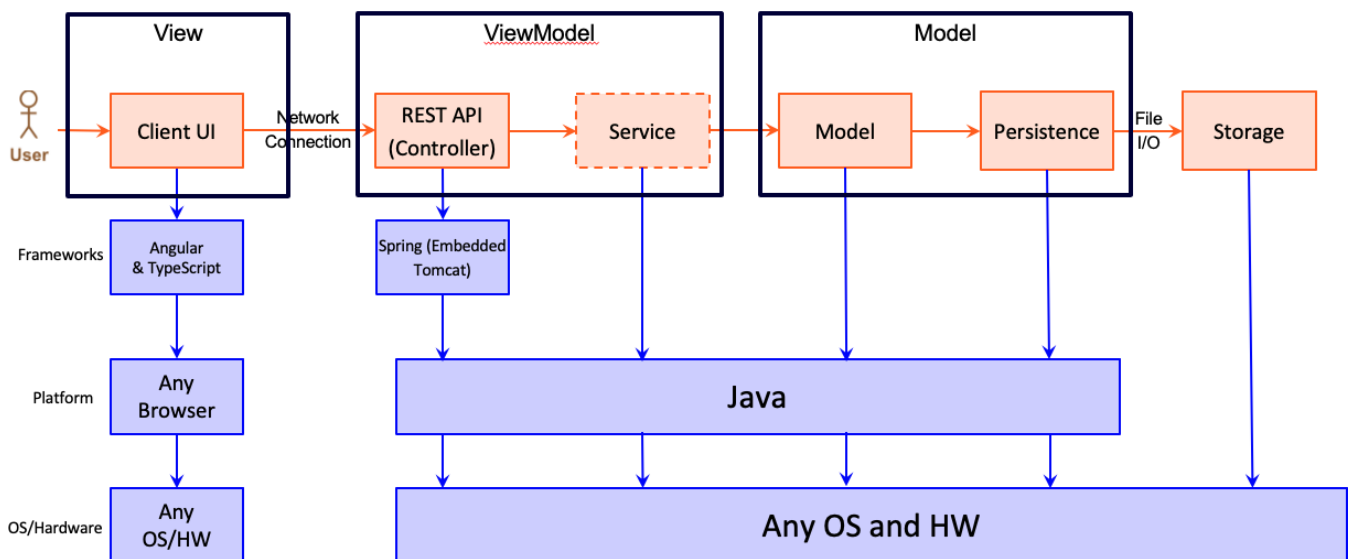 View
ViewModel
Model
User
Client UI
Network
Connection
REST API
(Controller)
Service
Model
Persistence
File
I/O
Storage
Frameworks
Angular
& TypeScript
Spring (Embedded
Tomcat)
Platform
Any
Browser
Java
OS/Hardware
Any
OS/HW
Any OS and HW